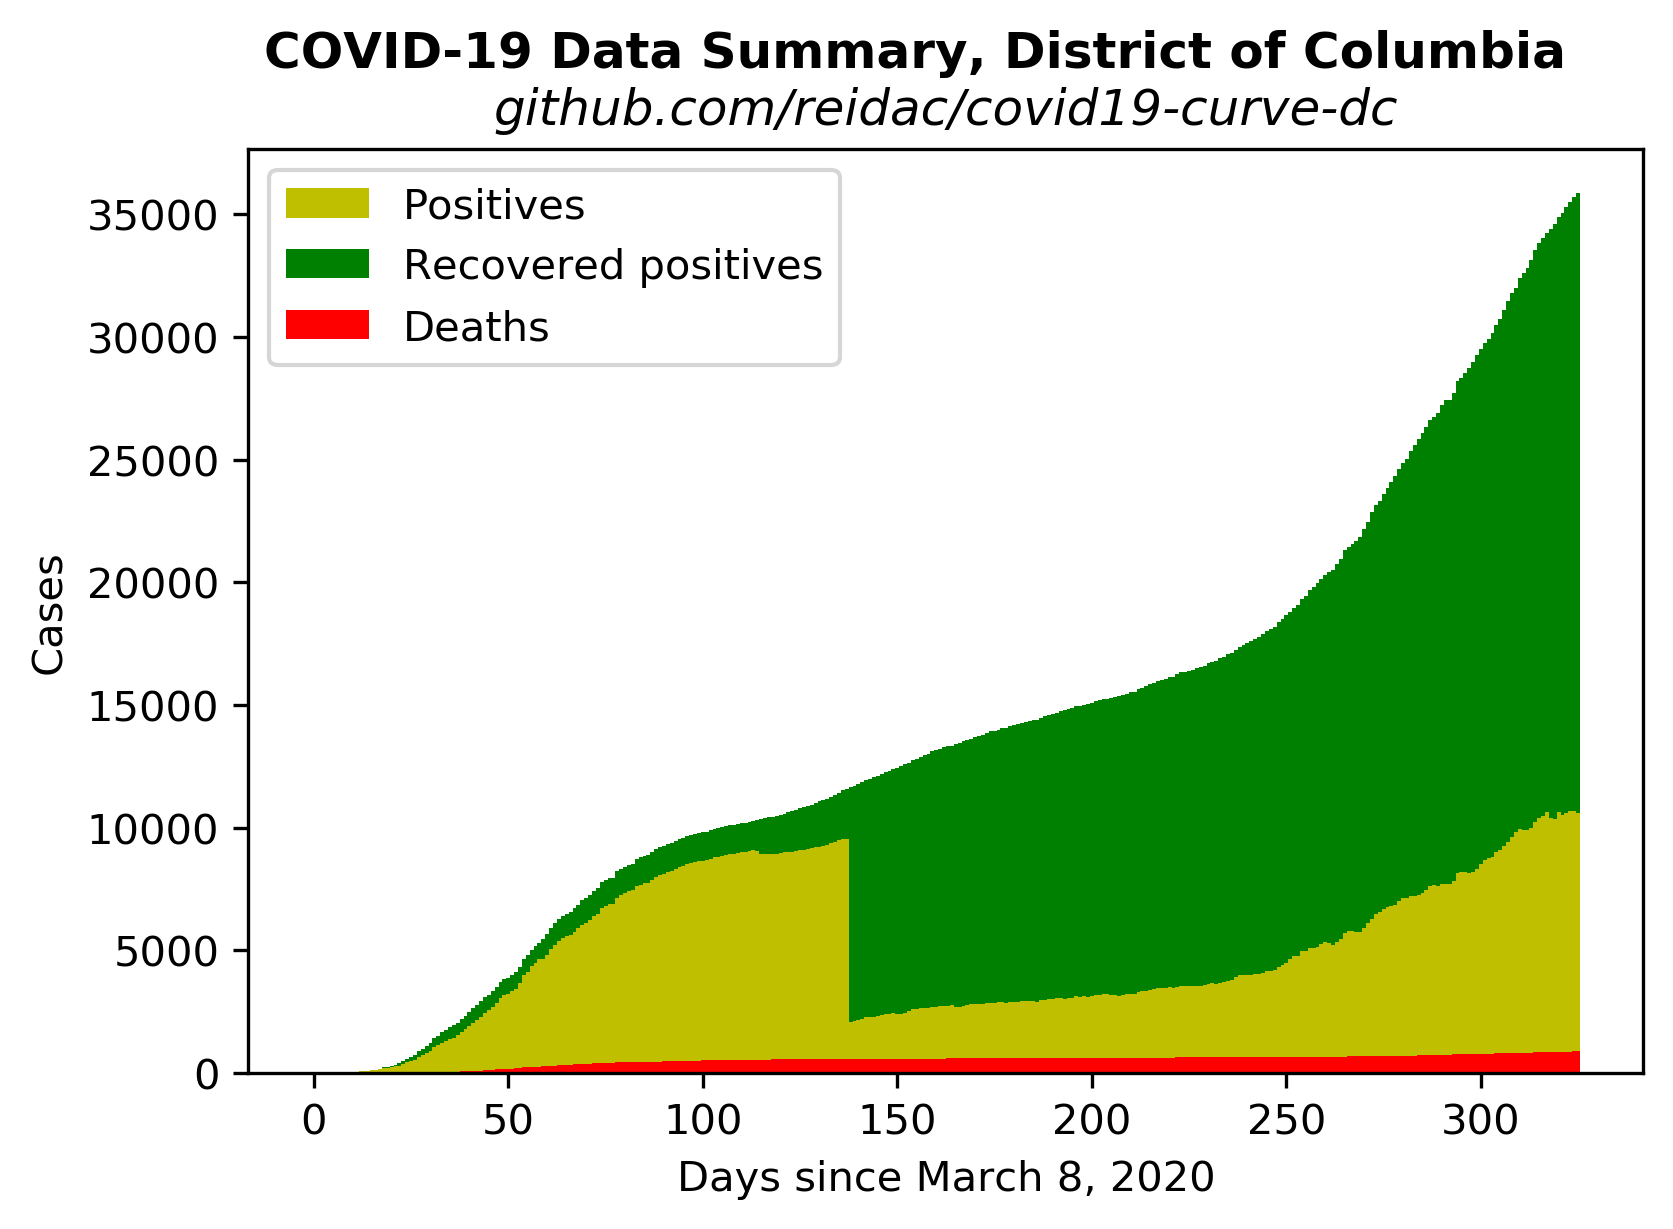 COVID-19 Data Summary, District of Columbia
github.com/reidac/covid19-curve-dc
Positives
Recovered positives
Deaths
35000
30000
25000
20000
15000
10000
5000
0
Cases
0 50 100 150 200 250 300
Days since March 8, 2020